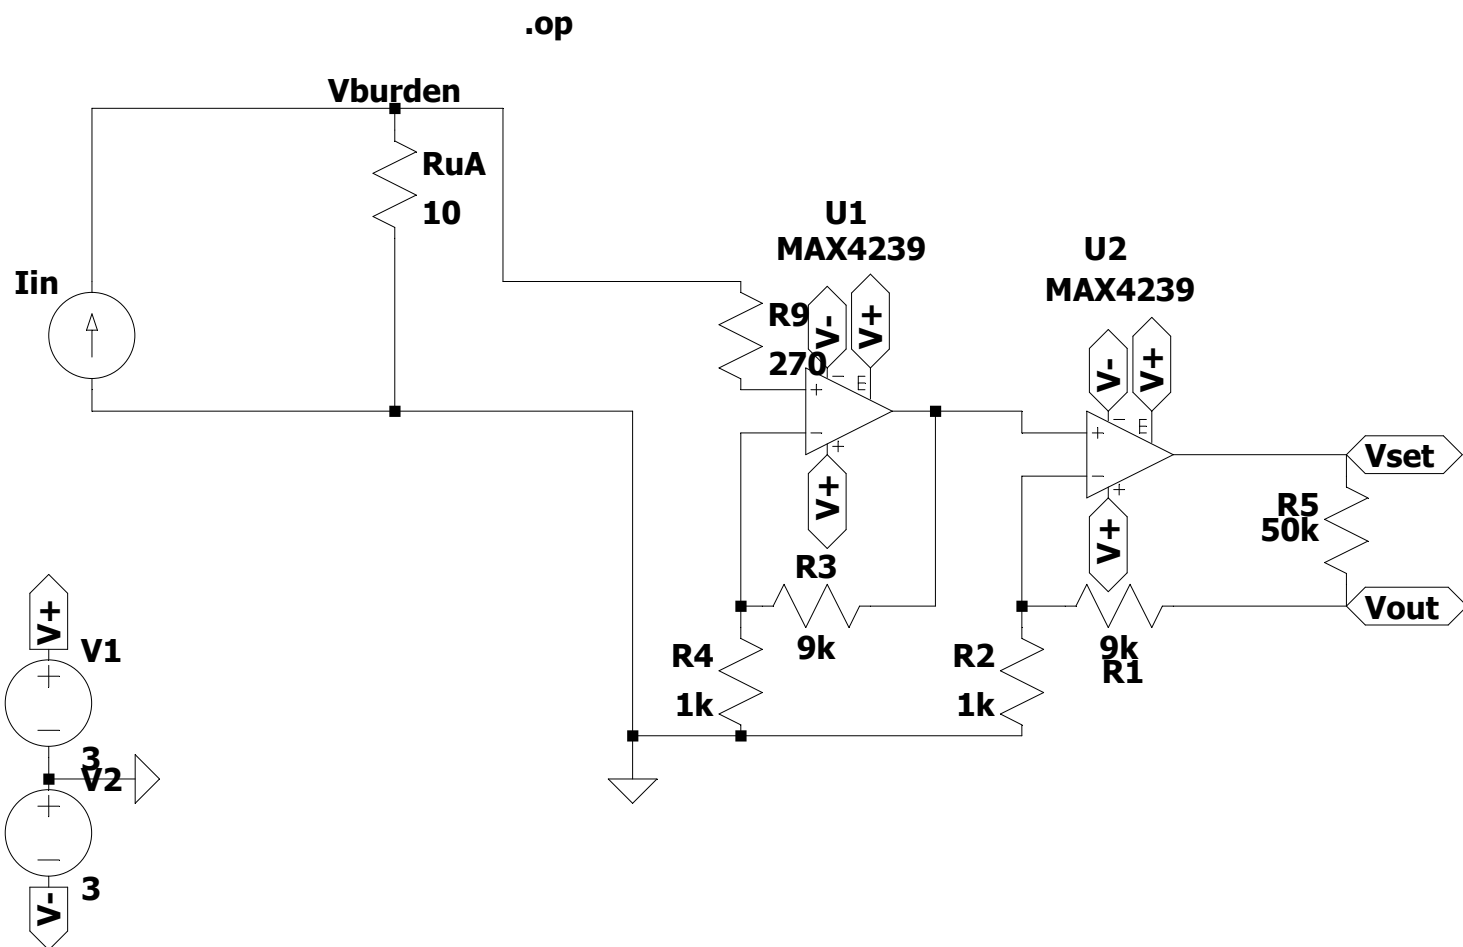 .op
Vburden
RuA
10
Iin
U1
MAX4239
U2
MAX4239
R9
270
V-
V+
+
−
−
E
+
V+
V-
V+
+
−
−
E
+
V+
Vset
R5
50k
Vout
R3
9k
R4
1k
R2
1k
9k
R1
V+
V1
+
−
3
V2
+
−
3
V-